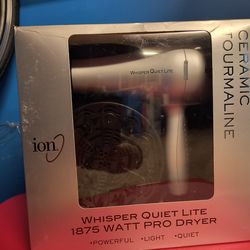 CERAMIC
TOURMALINE
WHISPER QUIET LITE
ion
WHISPER QUIET LITE
1875 WATT PRO DRYER
•POWERFUL •LIGHT •QUIET